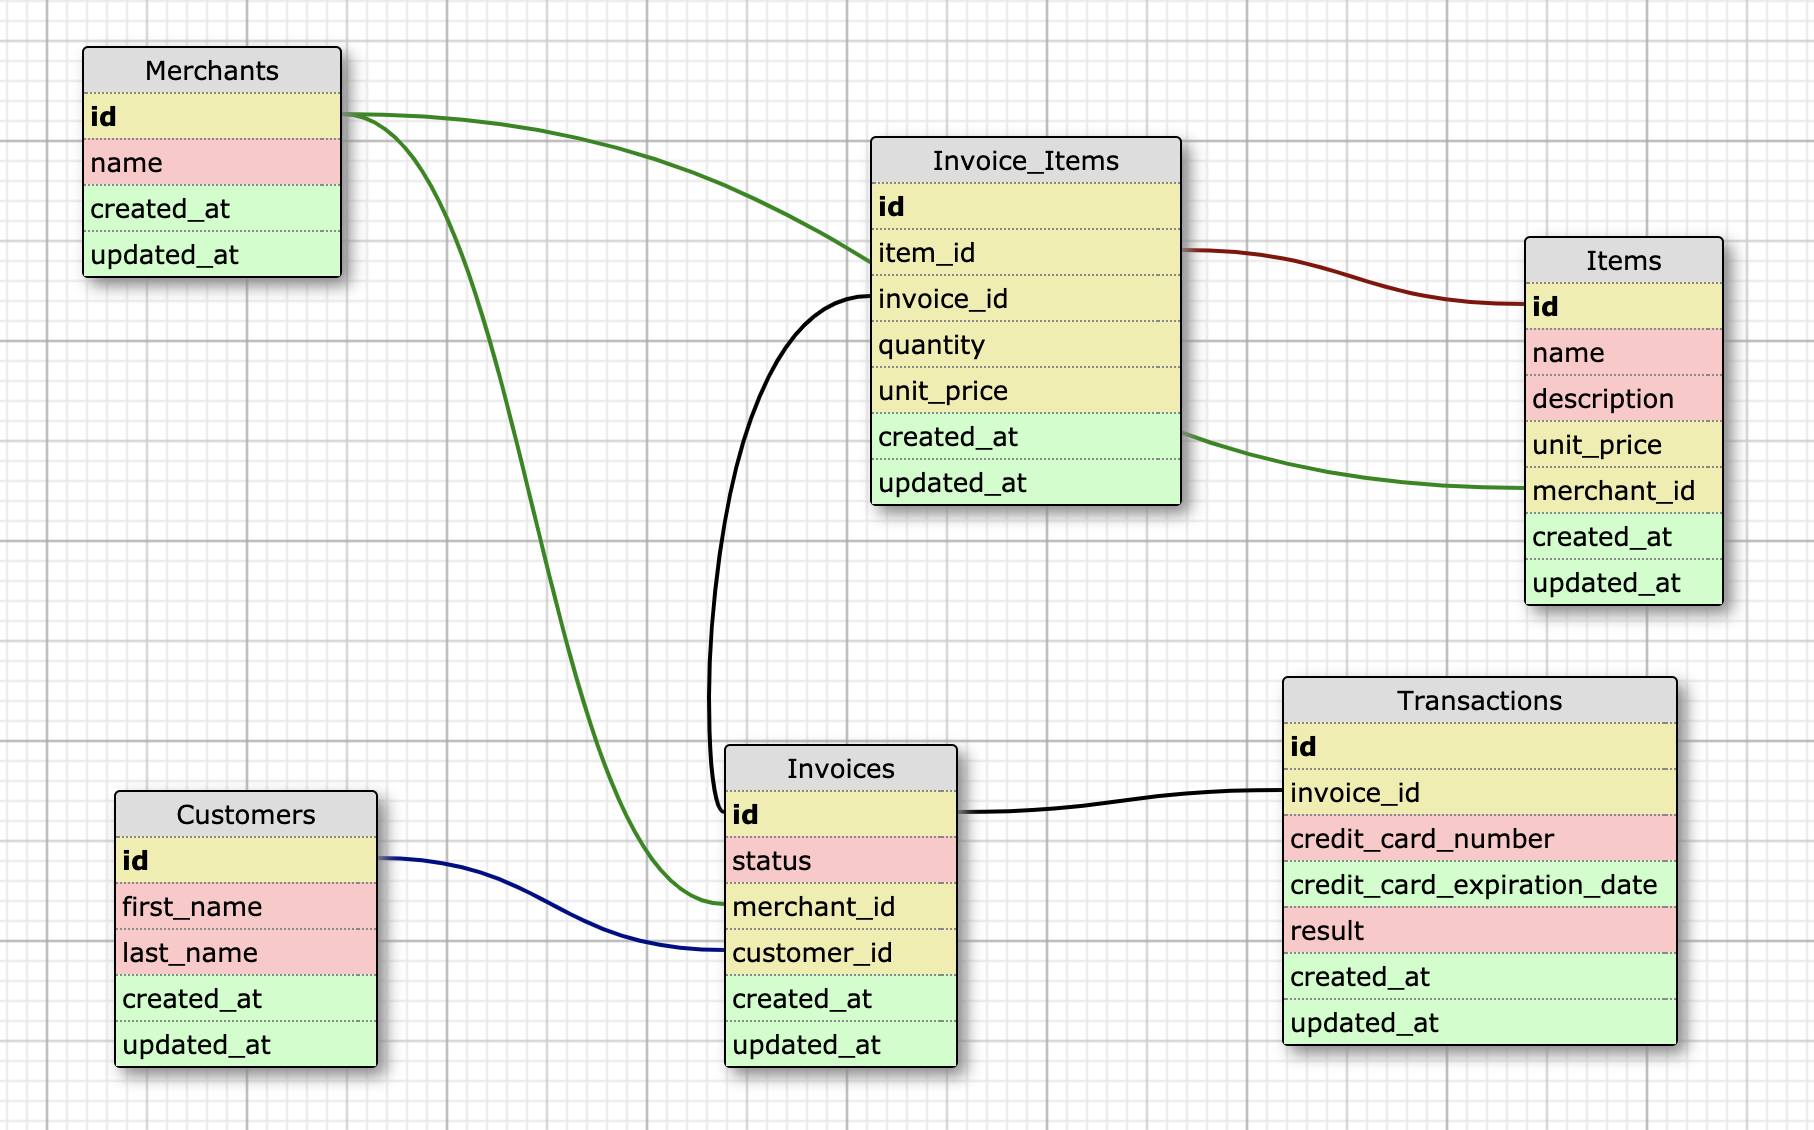 Merchants
id
name
created_at
updated_at
Invoice_Items
id
item_id
invoice_id
quantity
unit_price
created_at
updated_at
Items
id
name
description
unit_price
merchant_id
created_at
updated_at
Customers
id
first_name
last_name
created_at
updated_at
Invoices
id
status
merchant_id
customer_id
created_at
updated_at
Transactions
id
invoice_id
credit_card_number
credit_card_expiration_date
result
created_at
updated_at